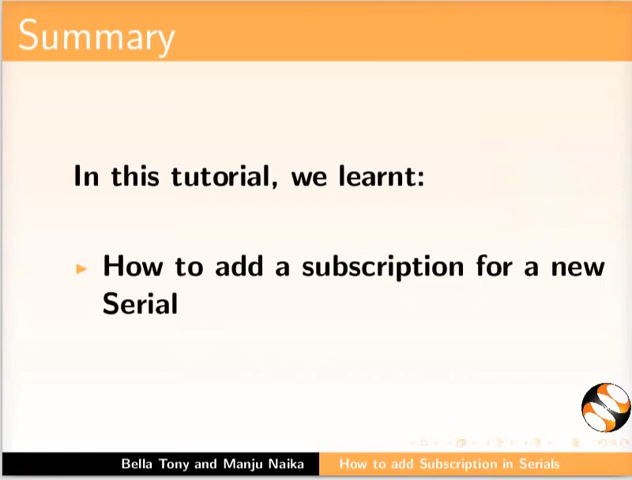 Summary
In this tutorial, we learnt:
How to add a subscription for a new
Serial
Bella Tony and Manju Naika
How to add Subscription in Serials